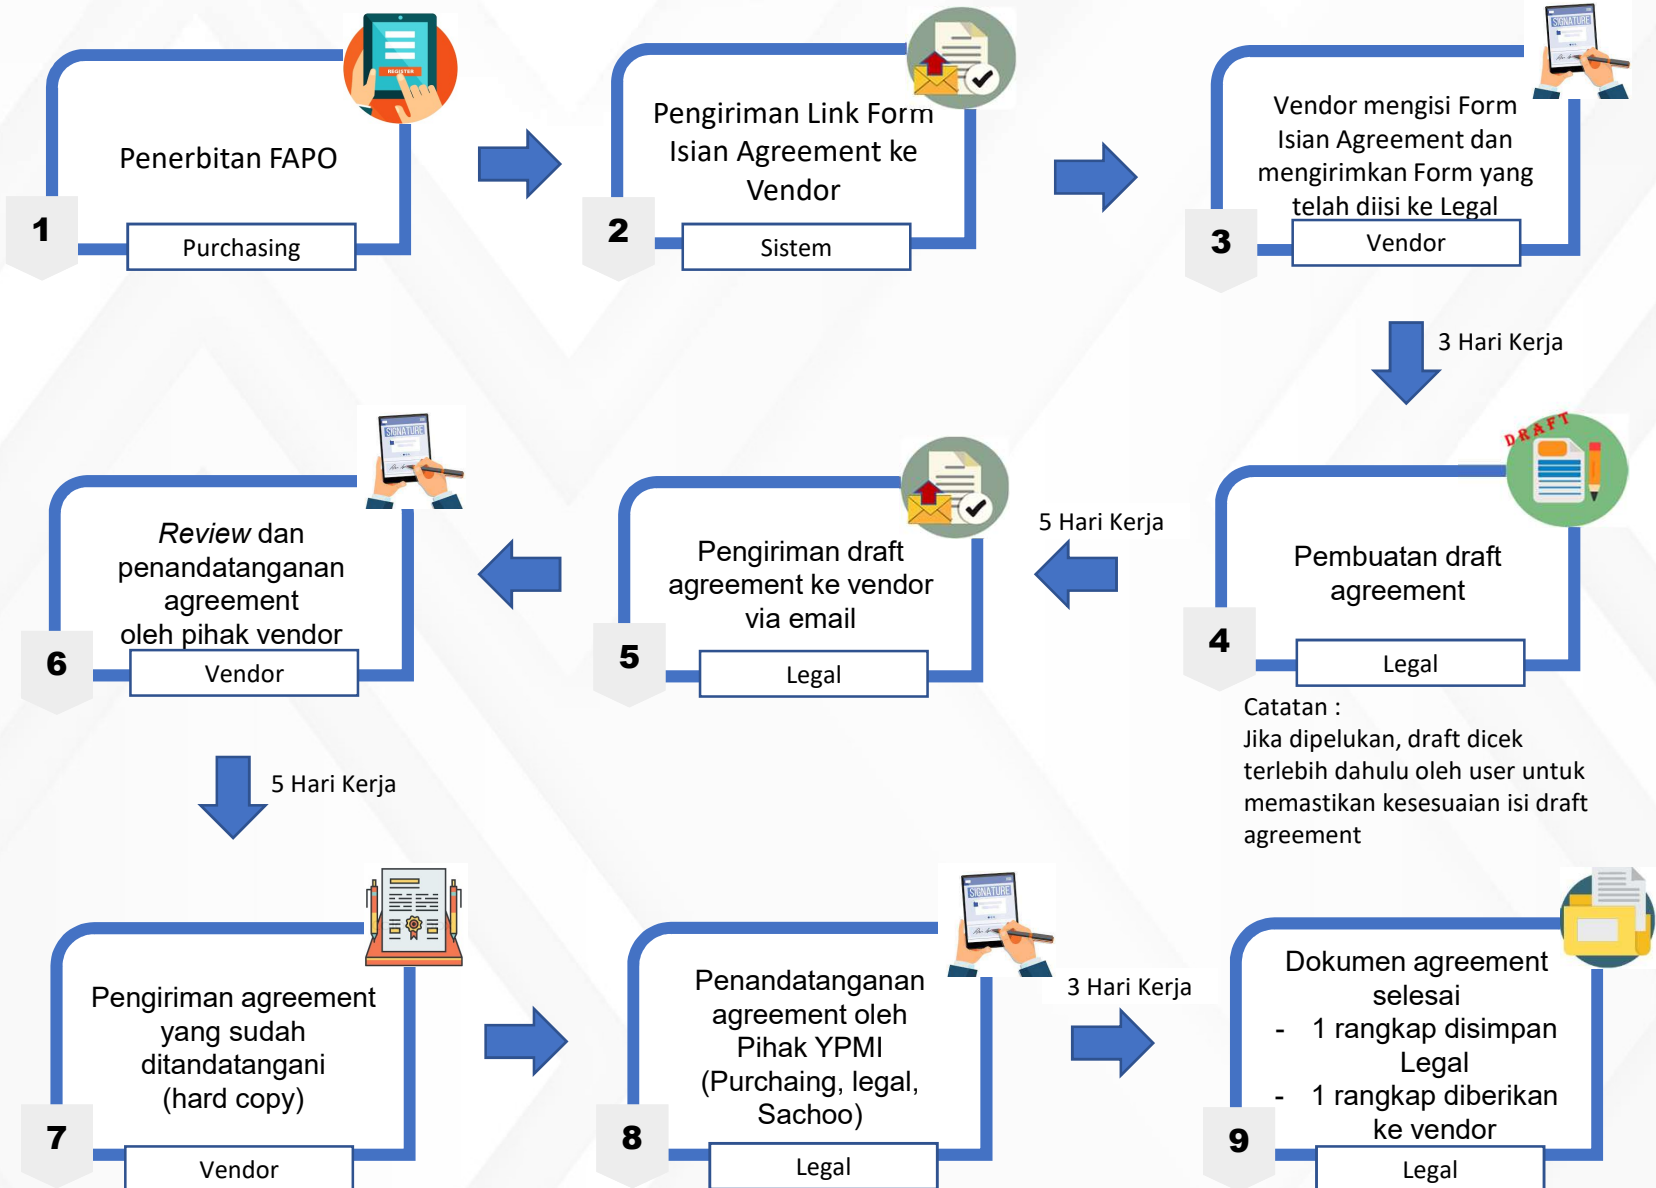 REGISTER
Penerbitan FAPO
1
Purchasing
Pengiriman Link Form
Isian Agreement ke
Vendor
2
Sistem
SIGNATURE
Vendor mengisi Form
Isian Agreement dan
mengirimkan Form yang
telah diisi ke Legal
3
Vendor
3 Hari Kerja
DRAFT
Pembuatan draft
agreement
4
Legal
Catatan :
Jika dipelukan, draft dicek
terlebih dahulu oleh user untuk
memastikan kesesuaian isi draft
agreement
5 Hari Kerja
Pengiriman draft
agreement ke vendor
via email
5
Legal
SIGNATURE
Review dan
penandatanganan
agreement
oleh pihak vendor
6
Vendor
5 Hari Kerja
Pengiriman agreement
yang sudah
ditandatangani
(hard copy)
7
Vendor
SIGNATURE
Penandatanganan
agreement oleh
Pihak YPMI
(Purchaing, legal,
Sachoo)
8
Legal
3 Hari Kerja
Dokumen agreement
selesai
- 1 rangkap disimpan
Legal
- 1 rangkap diberikan
ke vendor
9
Legal